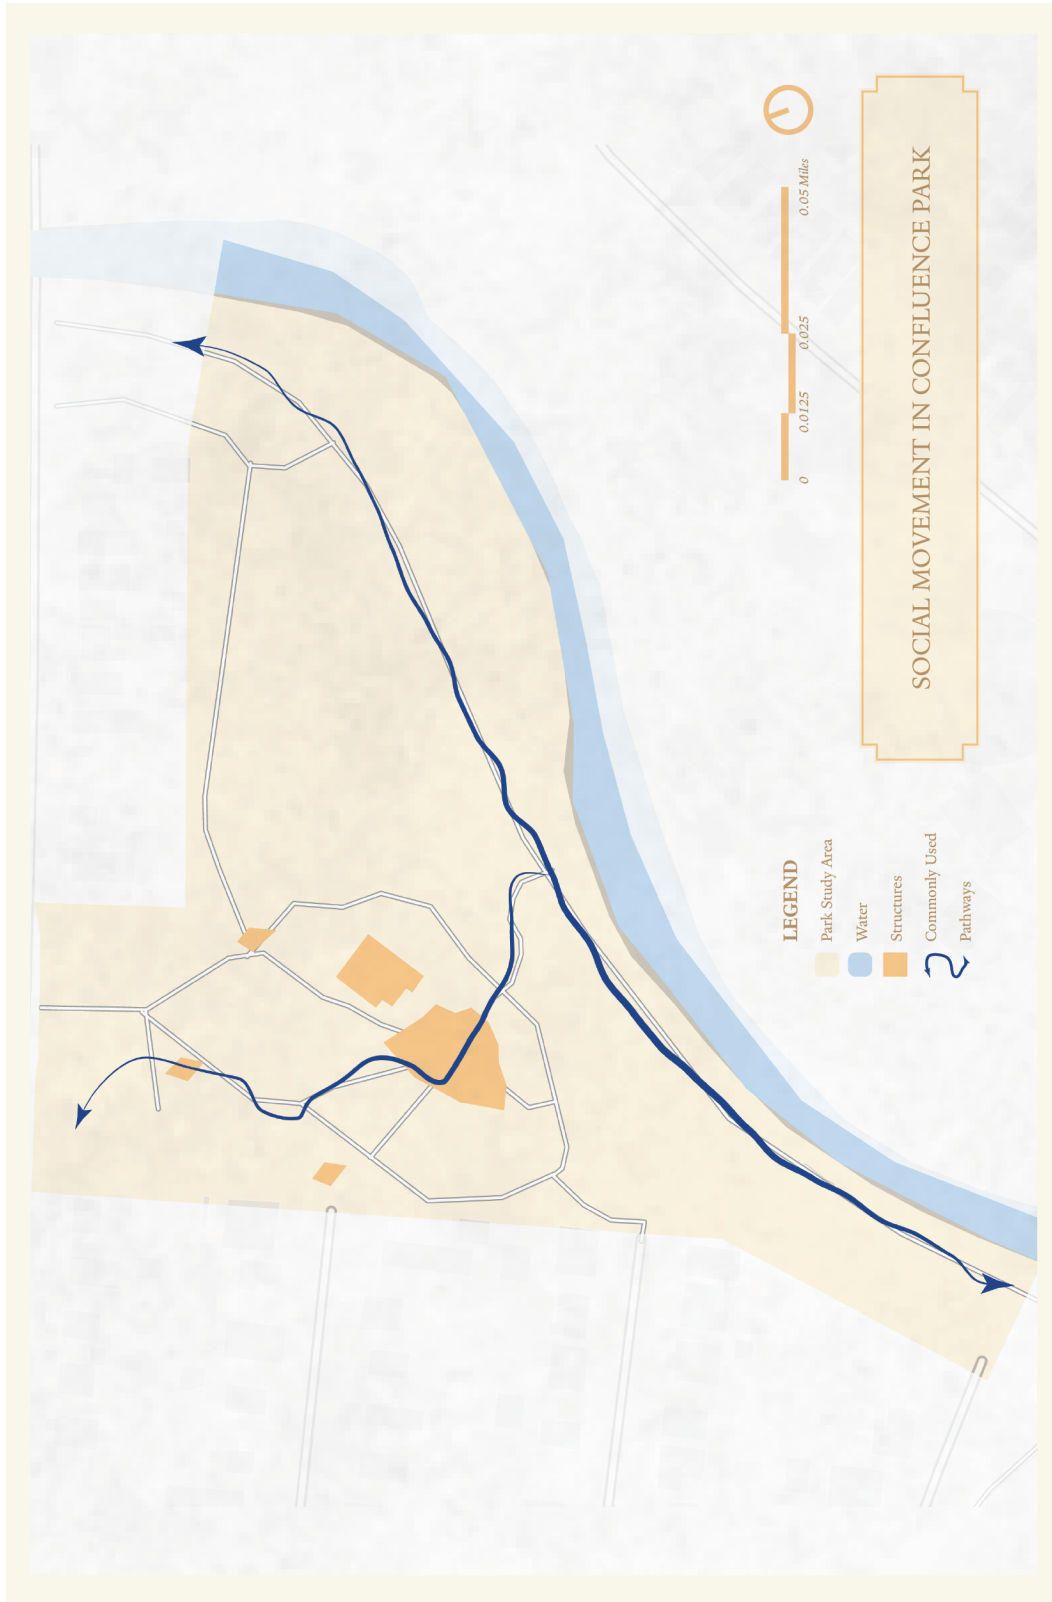 SOCIAL MOVEMENT IN CONFLUENCE PARK
LEGEND
Park Study Area
Water
Structures
Commonly Used
Pathways
0 0.0125 0.025 0.05 Miles